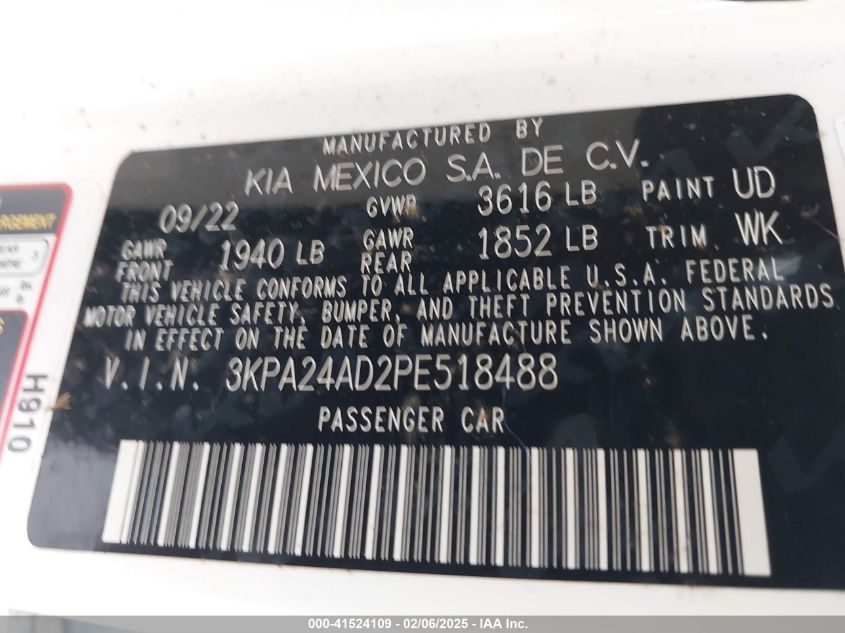 MANUFACTURED BY
KIA MEXICO S.A. DE C.V.
09/22 GVWR 3616 LB PAINT UD
GAWR FRONT 1940 LB GAWR REAR 1852 LB TRIM WK
THIS VEHICLE CONFORMS TO ALL APPLICABLE U.S.A. FEDERAL
MOTOR VEHICLE SAFETY, BUMPER, AND THEFT PREVENTION STANDARDS
IN EFFECT ON THE DATE OF MANUFACTURE SHOWN ABOVE.
V.I.N. 3KPA24AD2PE518488
PASSENGER CAR
H910
000-41524109 - 02/06/2025 - IAA Inc.